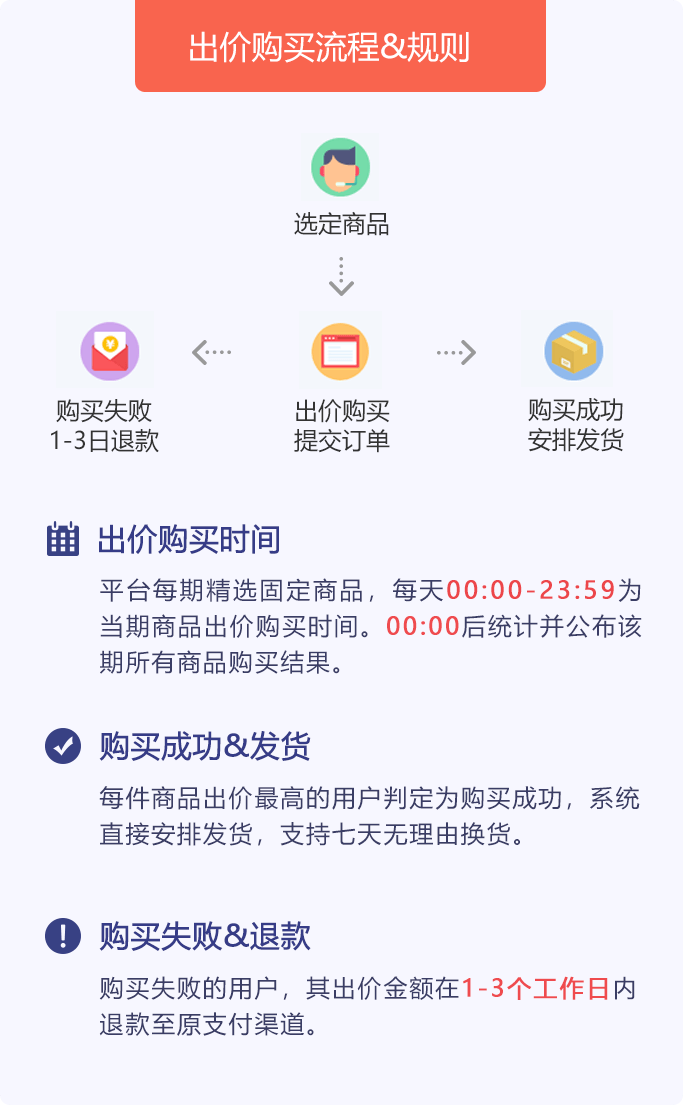 出价购买流程&规则
选定商品
购买失败
1-3日退款
出价购买
提交订单
购买成功
安排发货
出价购买时间
平台每期精选固定商品，每天00:00-23:59为
当期商品出价购买时间。00:00后统计并公布该
期所有商品购买结果。
购买成功&发货
每件商品出价最高的用户判定为购买成功，系统
直接安排发货，支持七天无理由换货。
购买失败&退款
购买失败的用户，其出价金额在1-3个工作日内
退款至原支付渠道。